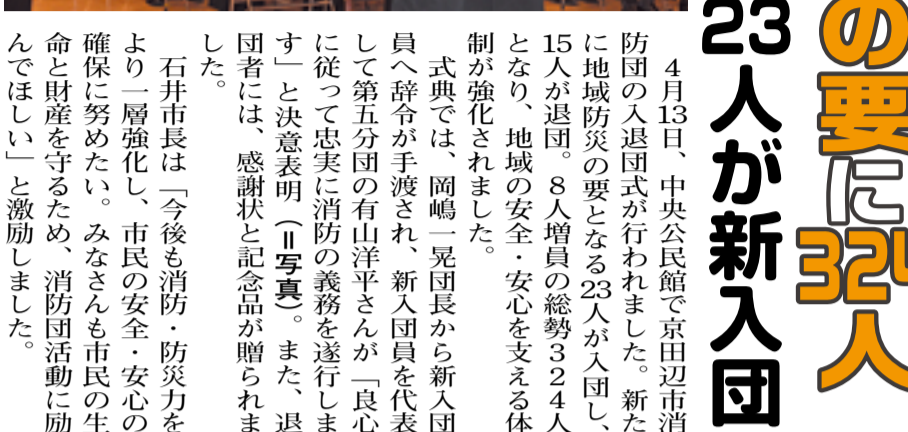 の要に324人
23人が新入団
４月13日、中央公民館で京田辺市消
防団の入退団式が行われました。新た
に地域防災の要となる23人が入団し、
15人が退団。８人増員の総勢３２４人
となり、地域の安全・安心を支える体
制が強化されました。
式典では、岡嶋一晃団長から新入団
員へ辞令が手渡され、新入団員を代表
して第五分団の有山洋平さんが「良心
に従って忠実に消防の義務を遂行しま
す」と決意表明（＝写真）。また、退
団者には、感謝状と記念品が贈られま
した。
石井市長は「今後も消防・防災力を
より一層強化し、市民の安全・安心の
確保に努めたい。みなさんも市民の生
命と財産を守るため、消防団活動に励
んでほしい」と激励しました。